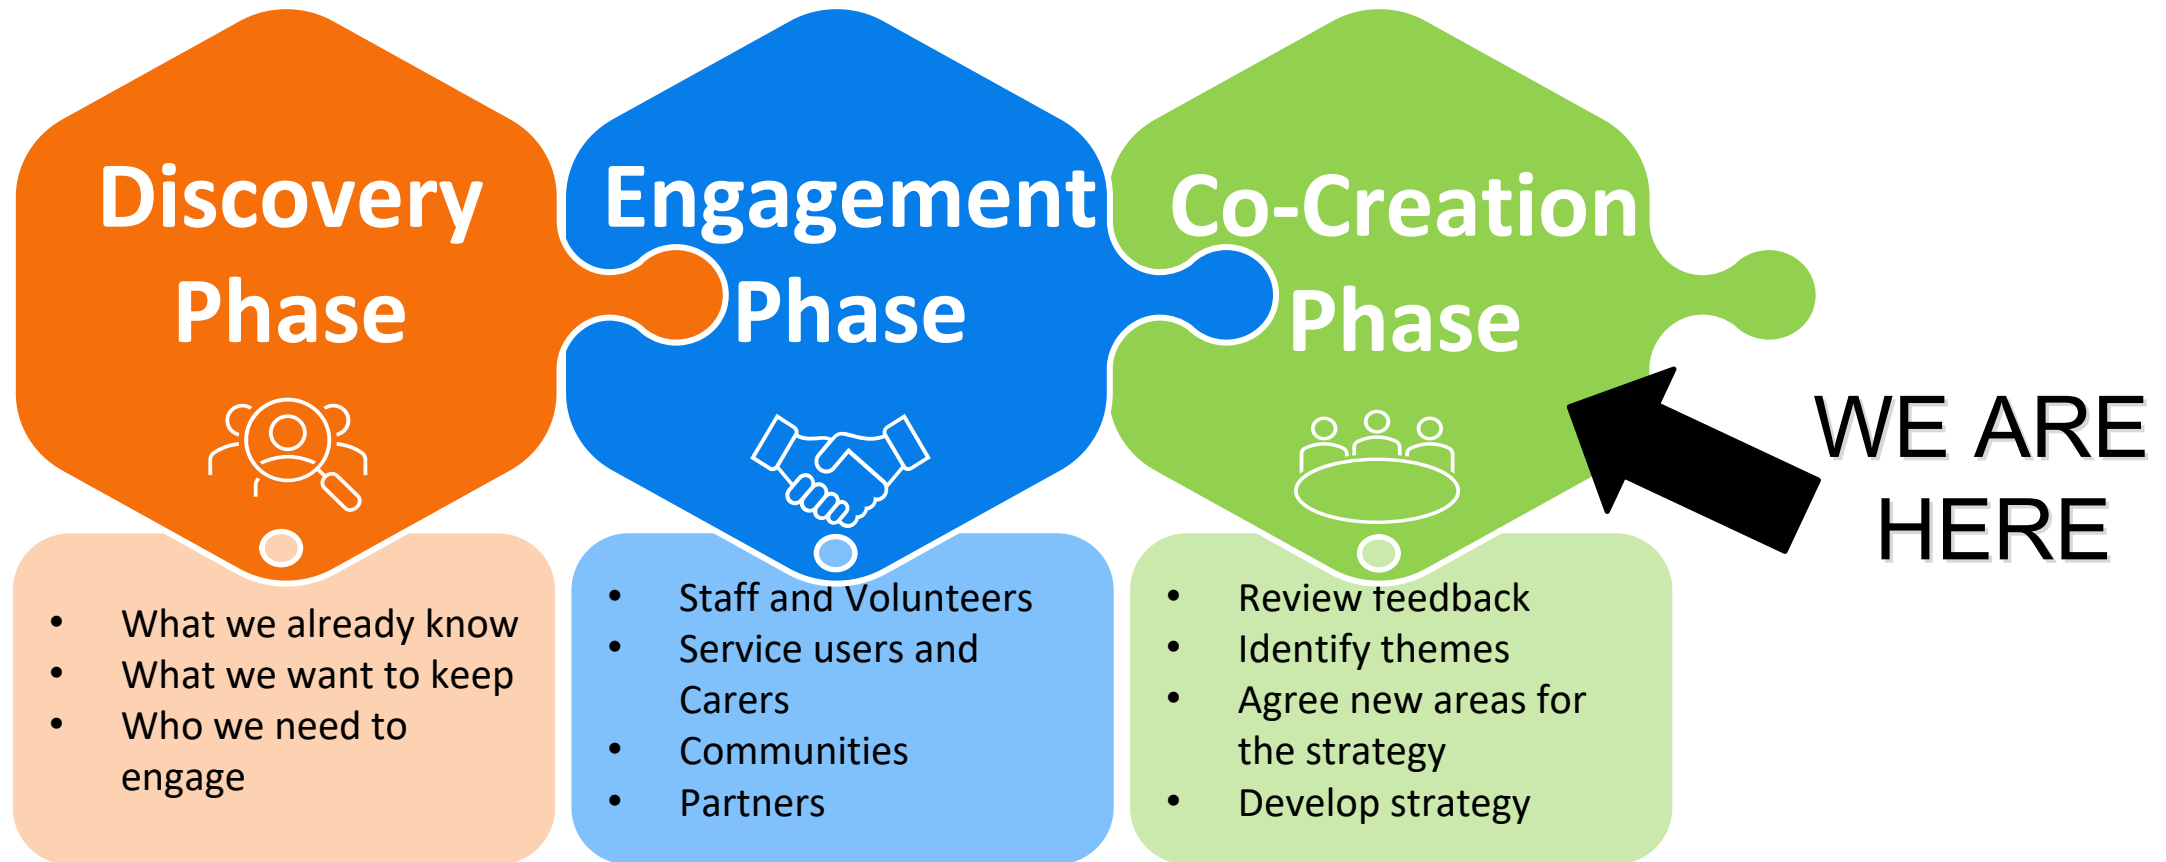 Discovery
Phase
Engagement
Phase
Co-Creation
Phase
WE ARE
HERE
• What we already know
• What we want to keep
• Who we need to
engage
• Staff and Volunteers
• Service users and
Carers
• Communities
• Partners
• Review feedback
• Identify themes
• Agree new areas for
the strategy
• Develop strategy